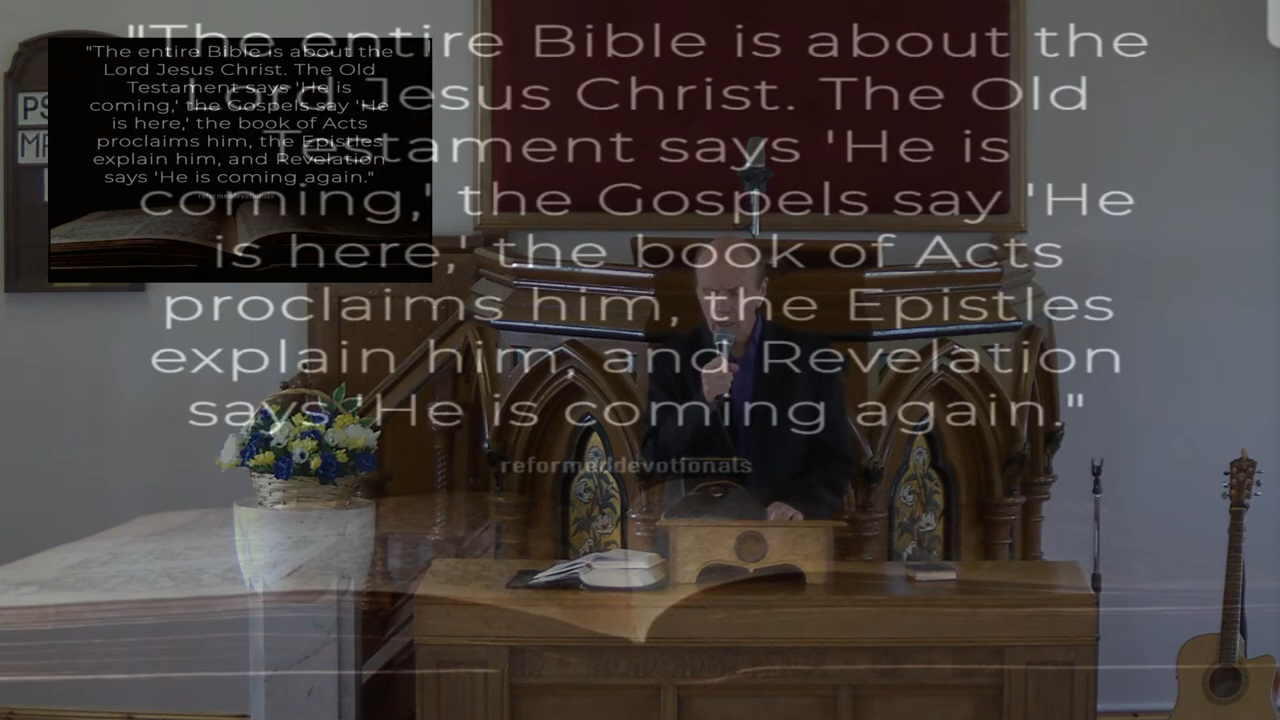 "The entire Bible is about the
Lord Jesus Christ. The Old
Testament says 'He is
coming,' the Gospels say 'He
is here,' the book of Acts
proclaims him, the Epistles
explain him, and Revelation
says 'He is coming again."
reformeddevotionals
PS
"The entire Bible is about the
Lord Jesus Christ. The Old
Testament says 'He is
coming,' the Gospels say 'He
is here,' the book of Acts
proclaims him, the Epistles
explain him and Revelation
says 'He is coming again."
reformeddevotionals